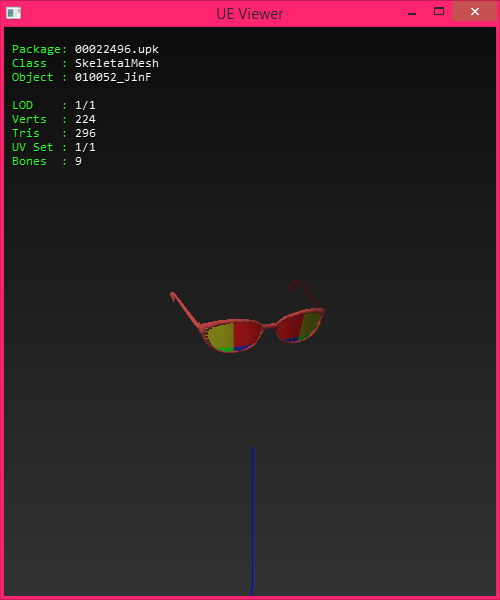 UE Viewer
Package: 00022496.upk
Class : SkeletalMesh
Object : 010052_JinF
LOD : 1/1
Verts : 224
Tris : 296
UV Set : 1/1
Bones : 9